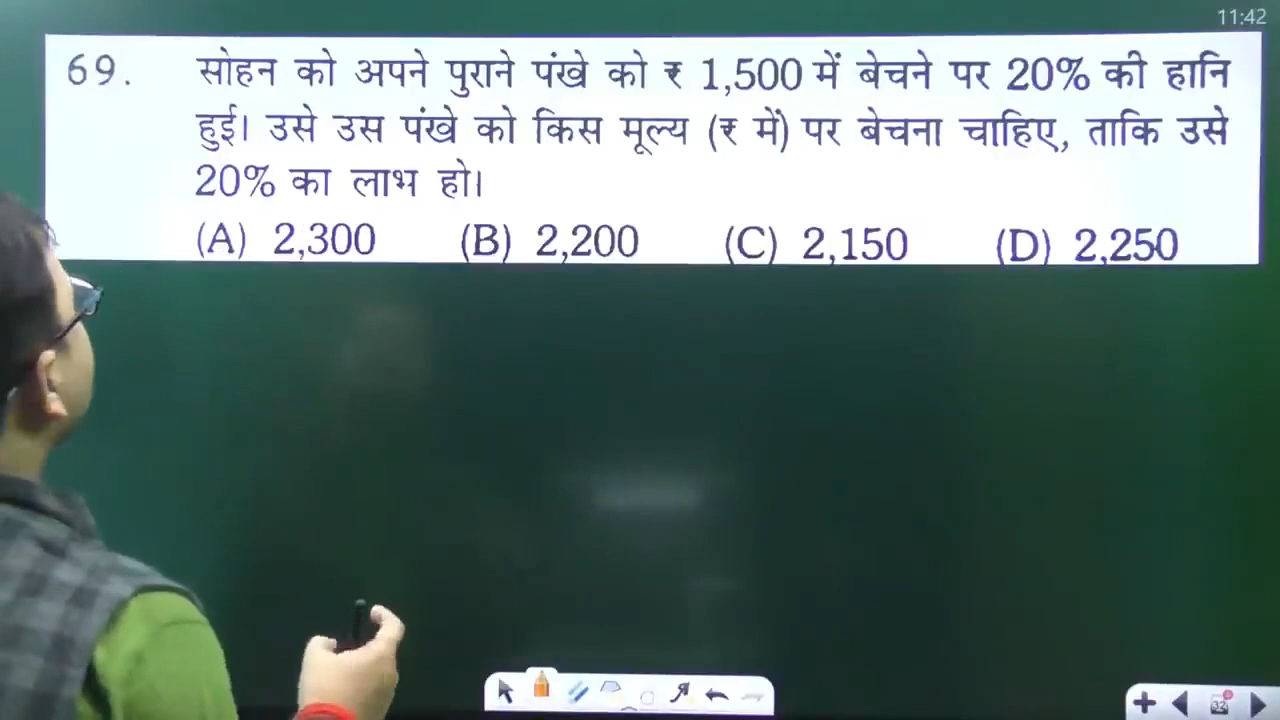 11:42
69. सोहन को अपने पुराने पंखे को ₹ 1,500 में बेचने पर 20% की हानि
हुई। उसे उस पंखे को किस मूल्य (₹ में) पर बेचना चाहिए, ताकि उसे
20% का लाभ हो।
(A) 2,300 (B) 2,200 (C) 2,150 (D) 2,250
32